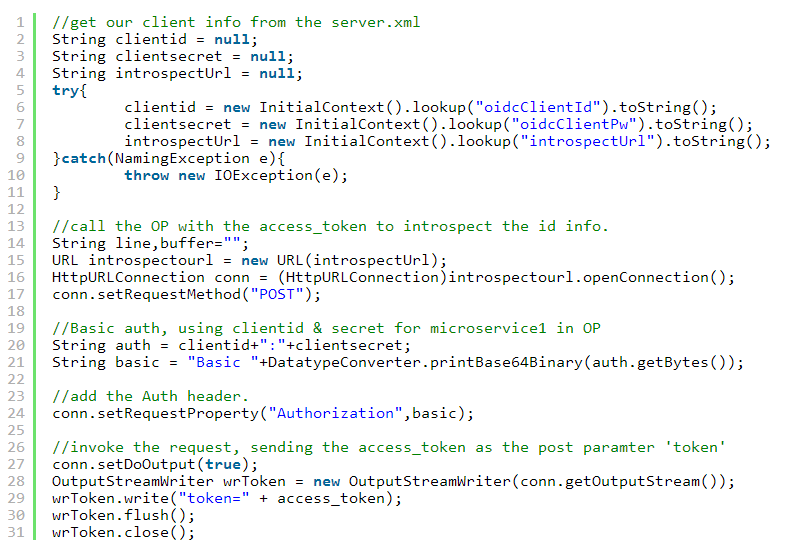 1 //get our client info from the server.xml
2 String clientid = null;
3 String clientsecret = null;
4 String introspectUrl = null;
5 try{
6         clientid = new InitialContext().lookup("oidcClientId").toString();
7         clientsecret = new InitialContext().lookup("oidcClientPw").toString();
8         introspectUrl = new InitialContext().lookup("introspectUrl").toString();
9 }catch(NamingException e){
10         throw new IOException(e);
11 }
12
13 //call the OP with the access_token to introspect the id info.
14 String line,buffer="";
15 URL introspectourl = new URL(introspectUrl);
16 HttpURLConnection conn = (HttpURLConnection)introspectourl.openConnection();
17 conn.setRequestMethod("POST");
18
19 //Basic auth, using clientid & secret for microservice1 in OP
20 String auth = clientid+":"+clientsecret;
21 String basic = "Basic "+DatatypeConverter.printBase64Binary(auth.getBytes());
22
23 //add the Auth header.
24 conn.setRequestProperty("Authorization",basic);
25
26 //invoke the request, sending the access_token as the post paramter 'token'
27 conn.setDoOutput(true);
28 OutputStreamWriter wrToken = new OutputStreamWriter(conn.getOutputStream());
29 wrToken.write("token=" + access_token);
30 wrToken.flush();
31 wrToken.close();